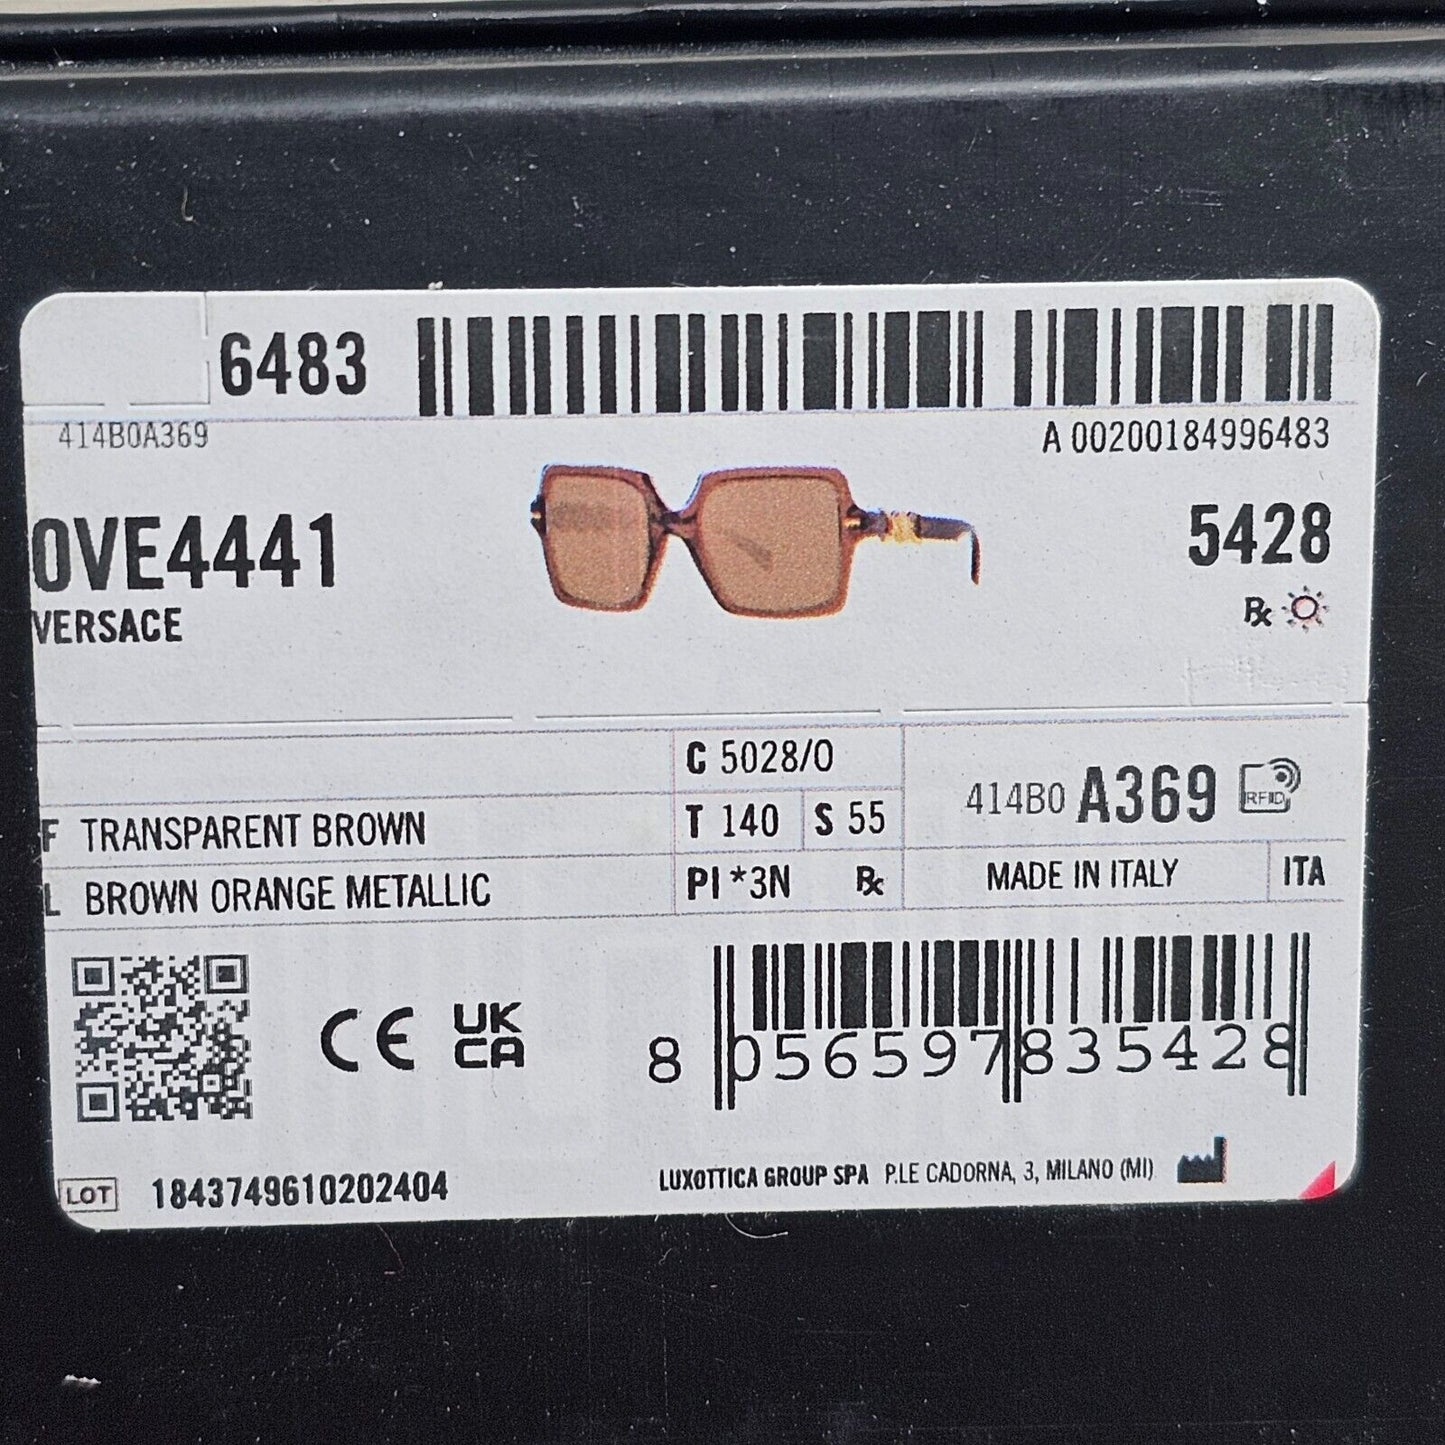 6483
414B0A369
A 00200184996483
0VE4441
VERSACE
5428
Rx
C 5028/0
F TRANSPARENT BROWN
T 140 S 55
414B0 A369 RFID
L BROWN ORANGE METALLIC
PI *3N Rx
MADE IN ITALY ITA
CE UK CA
8 056597 835428
LOT 1843749610202404
LUXOTTICA GROUP SPA P.LE CADORNA, 3, MILANO (MI)